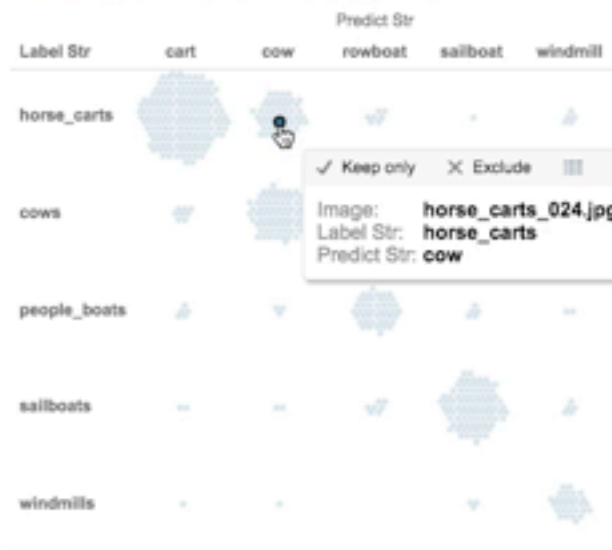 Predict Str
Label Str cart cow rowboat sailboat windmill
horse_carts
✓ Keep only ✕ Exclude
cows
Image: horse_carts_024.jpg
Label Str: horse_carts
Predict Str: cow
people_boats
sailboats
windmills